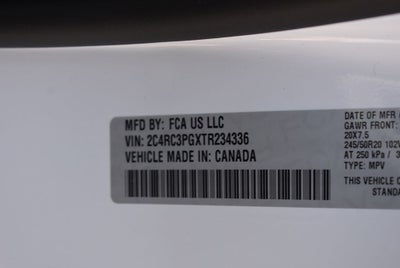 MFD BY: FCA US LLC
VIN: 2C4RC3PGXTR234336
VEHICLE MADE IN: CANADA
DATE OF MFR
GAWR FRONT:
20X7.5
245/50R20 102V
AT 250 kPa / 3
TYPE: MPV
THIS VEHICLE
STANDA